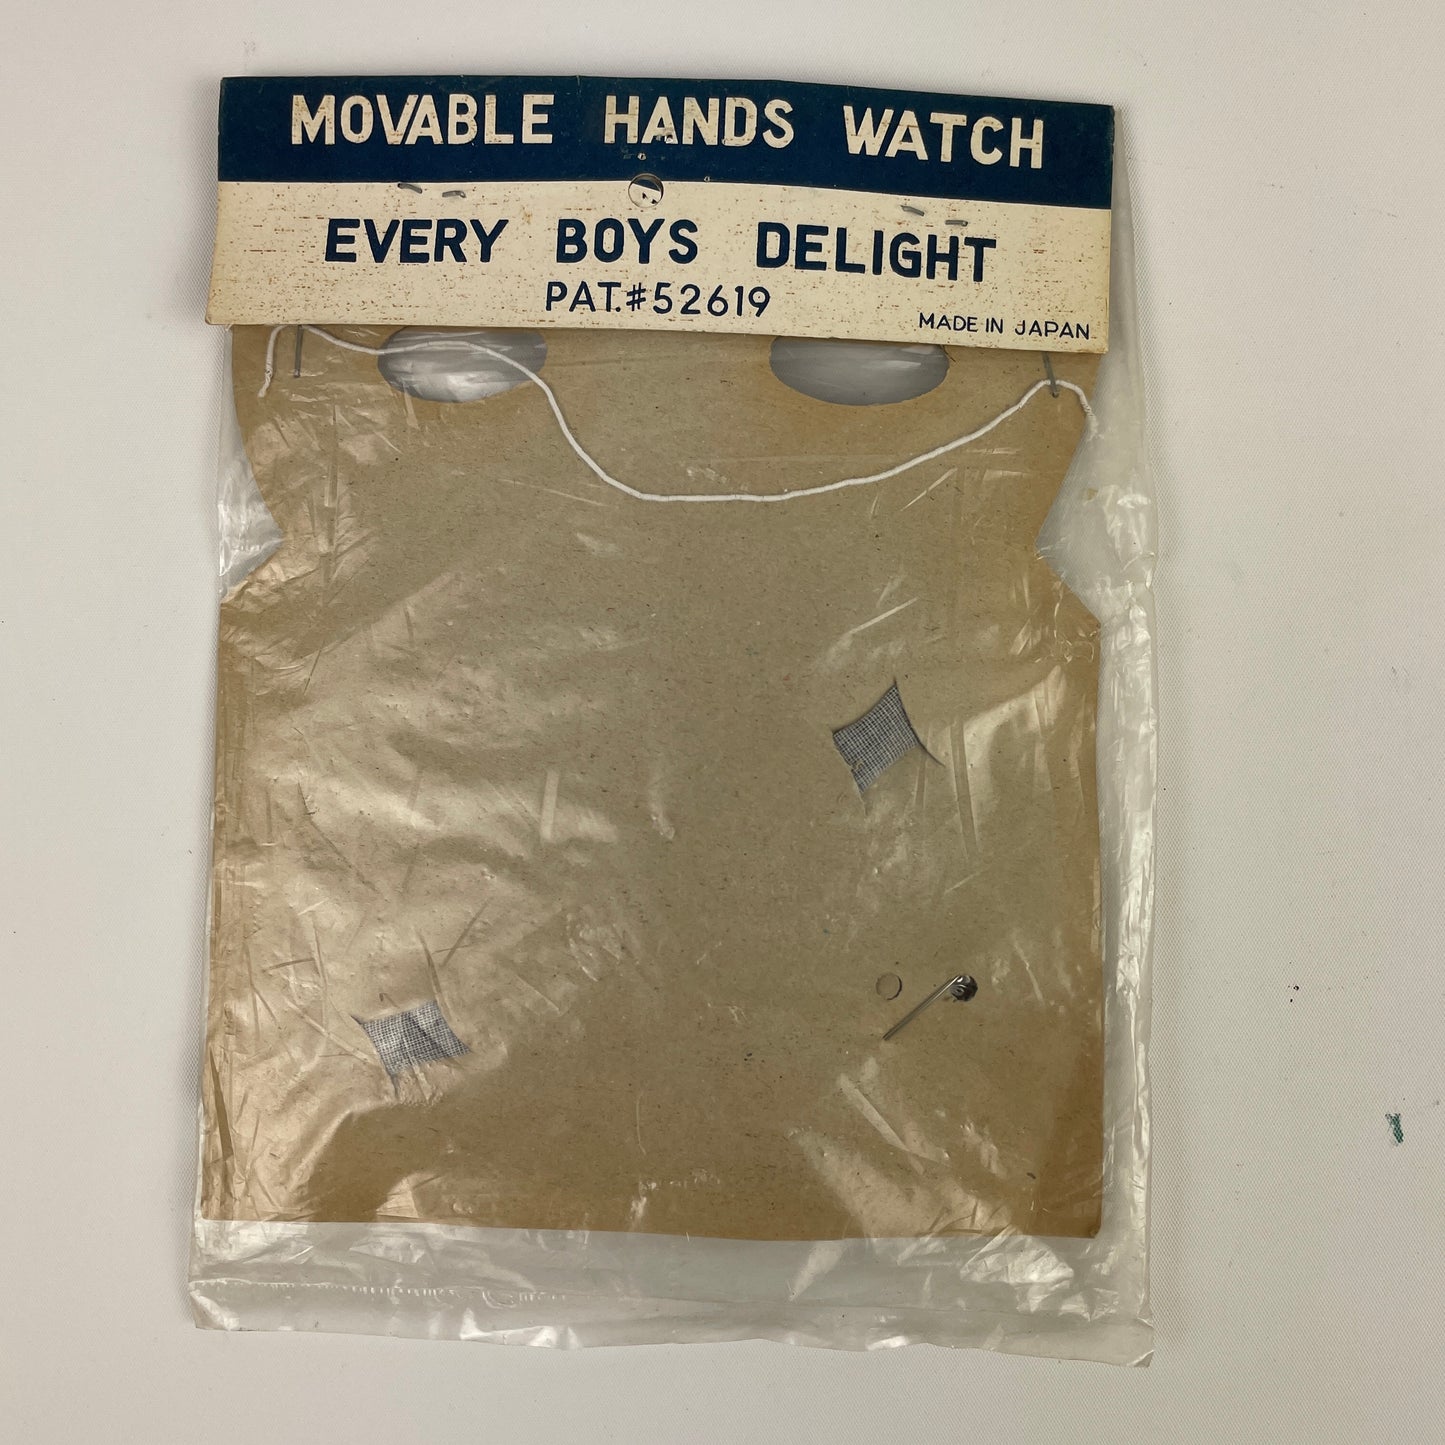 MOVABLE HANDS WATCH
EVERY BOYS DELIGHT
PAT.#52619
MADE IN JAPAN